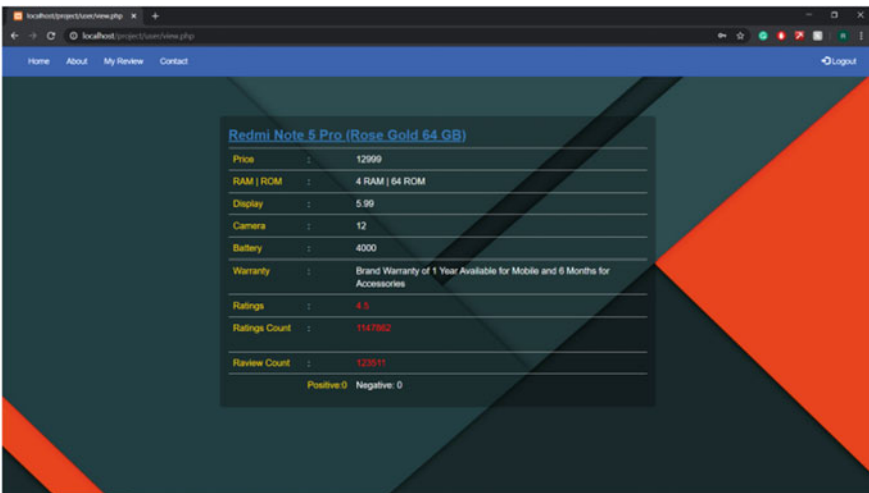 localhost/project/user/view.php
localhost/project/user/view.php
Home About My Review Contact Logout
Redmi Note 5 Pro (Rose Gold 64 GB)
Price : 12999
RAM | ROM : 4 RAM | 64 ROM
Display : 5.99
Camera : 12
Battery : 4000
Warranty : Brand Warranty of 1 Year Available for Mobile and 6 Months for
Accessories
Ratings : 4.5
Ratings Count : 1147862
Raview Count : 123511
Positive:0 Negative: 0